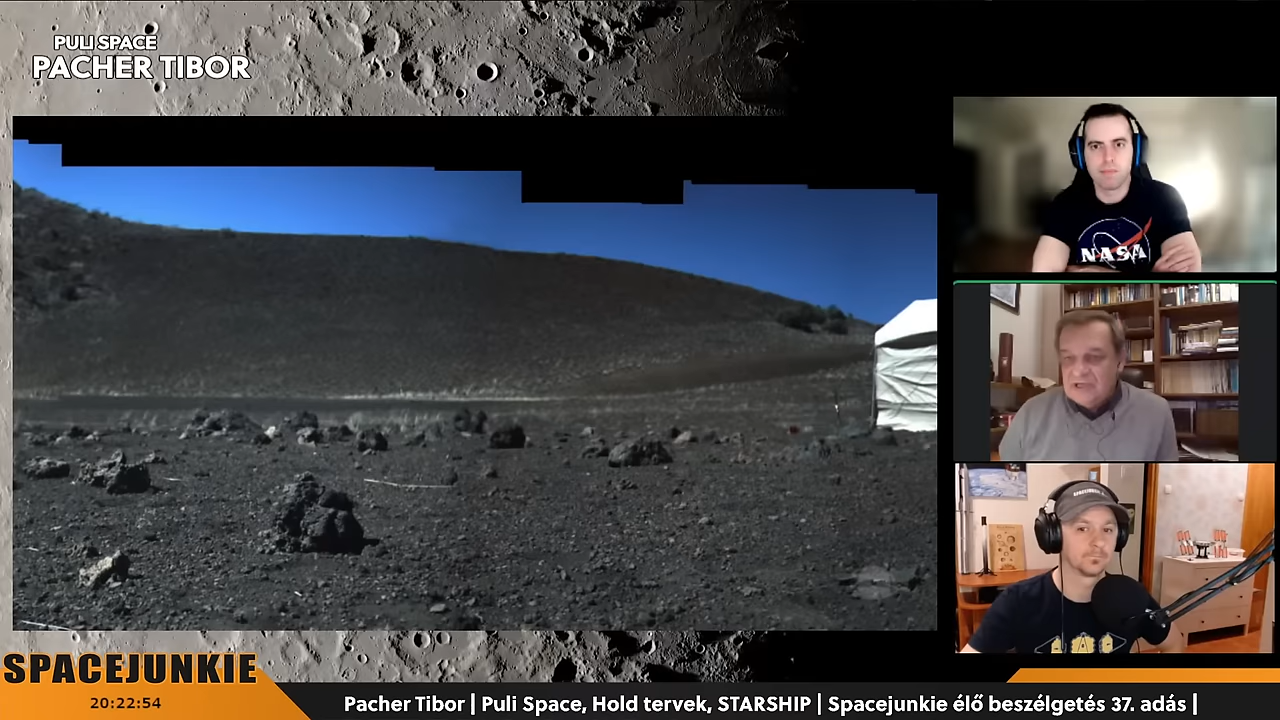 PULI SPACE
PACHER TIBOR
NASA
SPACEJUNKIE
20:22:54
Pacher Tibor | Puli Space, Hold tervek, STARSHIP | Spacejunkie élő beszélgetés 37. adás |